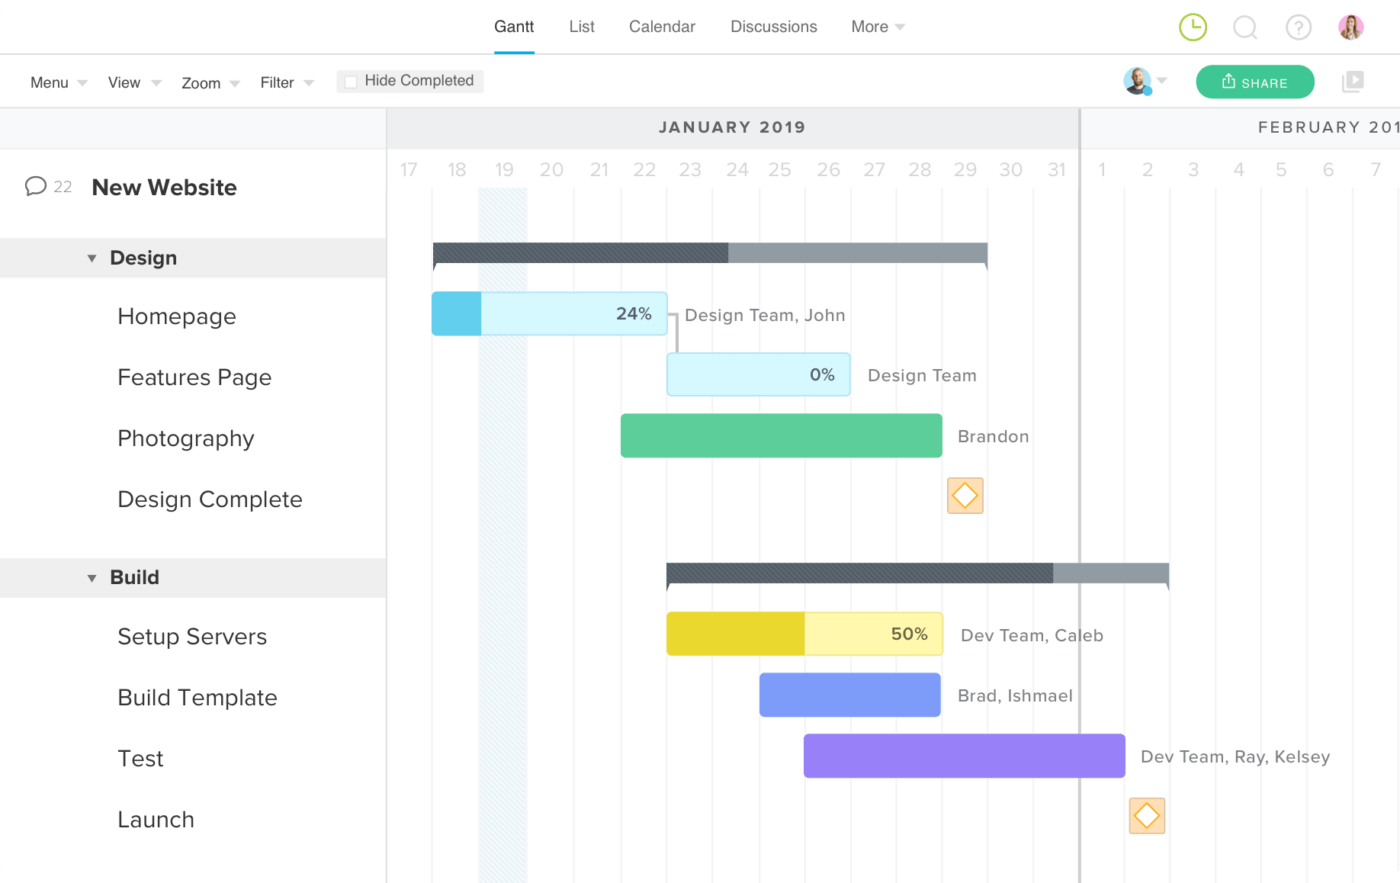 Gantt List Calendar Discussions More
Menu View Zoom Filter Hide Completed SHARE
JANUARY 2019 FEBRUARY 201
17 18 19 20 21 22 23 24 25 26 27 28 29 30 31 1 2 3 4 5 6 7
22 New Website
Design
Homepage 24% Design Team, John
Features Page 0% Design Team
Photography Brandon
Design Complete
Build
Setup Servers 50% Dev Team, Caleb
Build Template Brad, Ishmael
Test Dev Team, Ray, Kelsey
Launch